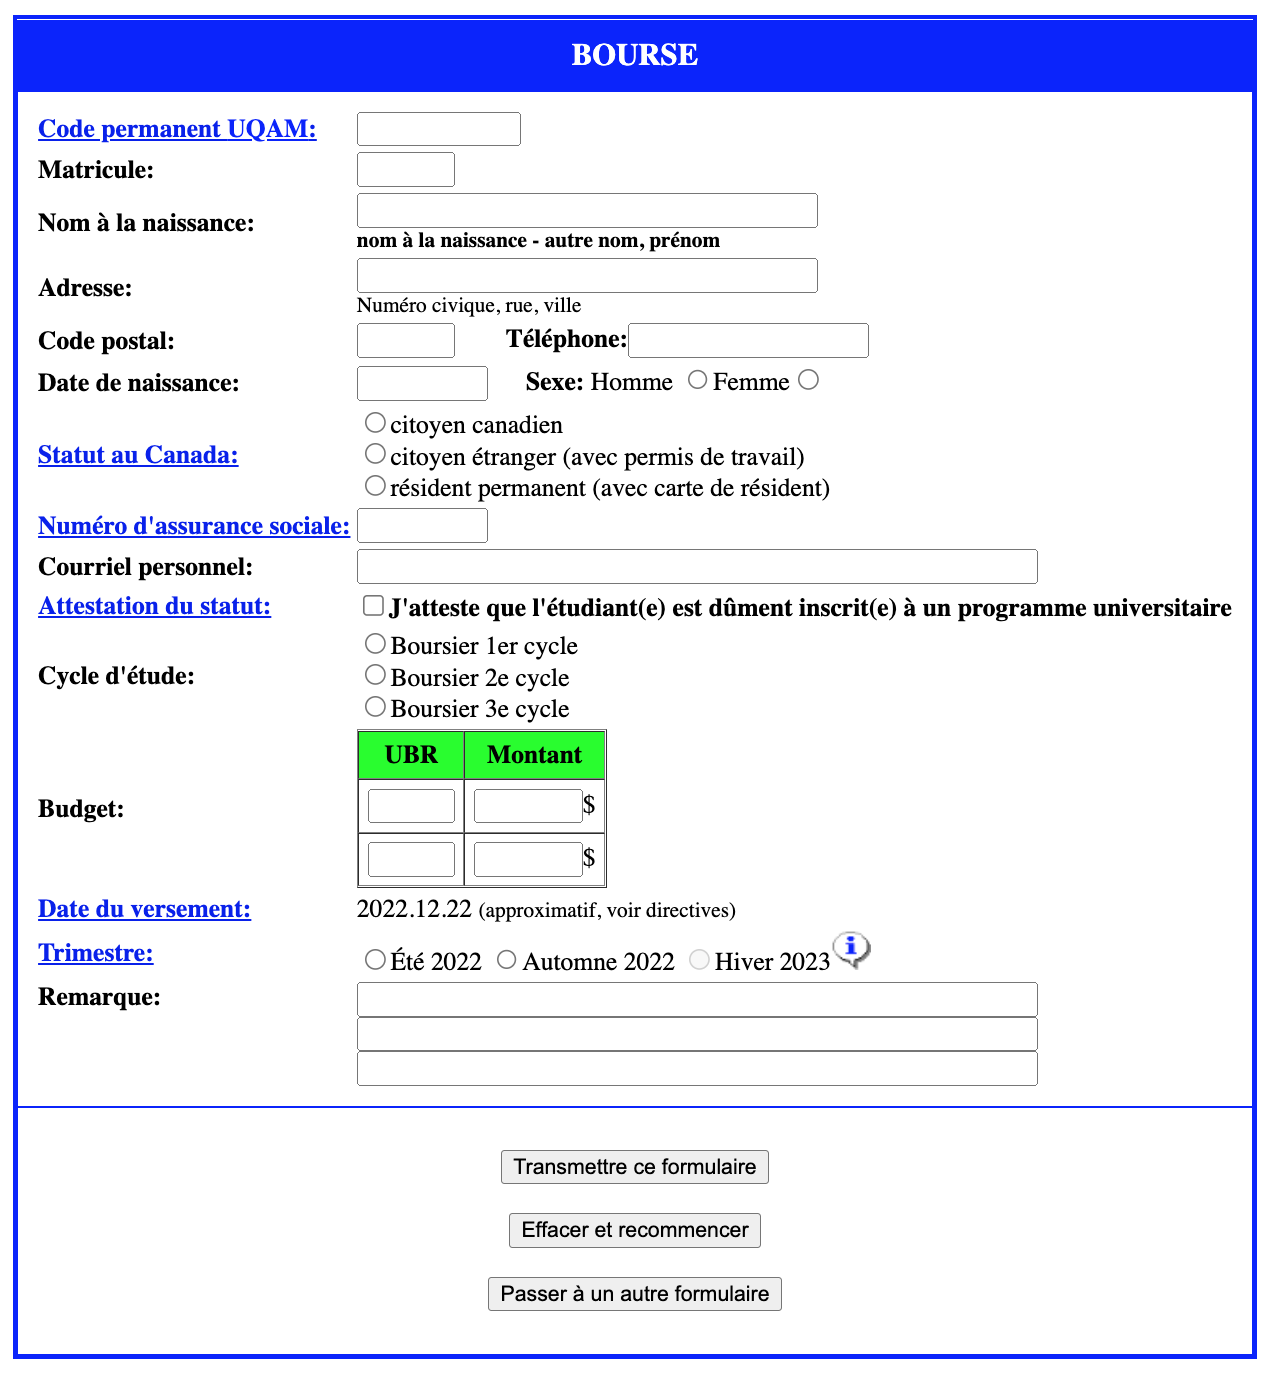 BOURSE
Code permanent UQAM:
Matricule:
Nom à la naissance:
nom à la naissance - autre nom, prénom
Adresse:
Numéro civique, rue, ville
Code postal: Téléphone:
Date de naissance: Sexe: Homme Femme
Statut au Canada:
citoyen canadien
citoyen étranger (avec permis de travail)
résident permanent (avec carte de résident)
Numéro d'assurance sociale:
Courriel personnel:
Attestation du statut: J'atteste que l'étudiant(e) est dûment inscrit(e) à un programme universitaire
Cycle d'étude:
Boursier 1er cycle
Boursier 2e cycle
Boursier 3e cycle
Budget:
UBR Montant
$
$
Date du versement: 2022.12.22 (approximatif, voir directives)
Trimestre: Été 2022 Automne 2022 Hiver 2023 i
Remarque:
Transmettre ce formulaire
Effacer et recommencer
Passer à un autre formulaire